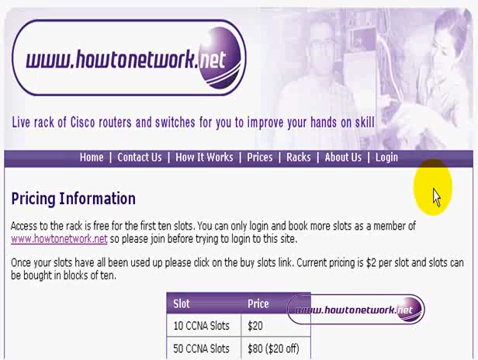 www.howtonetwork.net
Live rack of Cisco routers and switches for you to improve your hands on skill
Home | Contact Us | How It Works | Prices | Racks | About Us | Login
Pricing Information
Access to the rack is free for the first ten slots. You can only login and book more slots as a member of
www.howtonetwork.net so please join before trying to login to this site.
Once your slots have all been used up please click on the buy slots link. Current pricing is $2 per slot and slots can
be bought in blocks of ten.
Slot Price
www.howtonetwork.net
10 CCNA Slots $20
50 CCNA Slots $80 ($20 off)